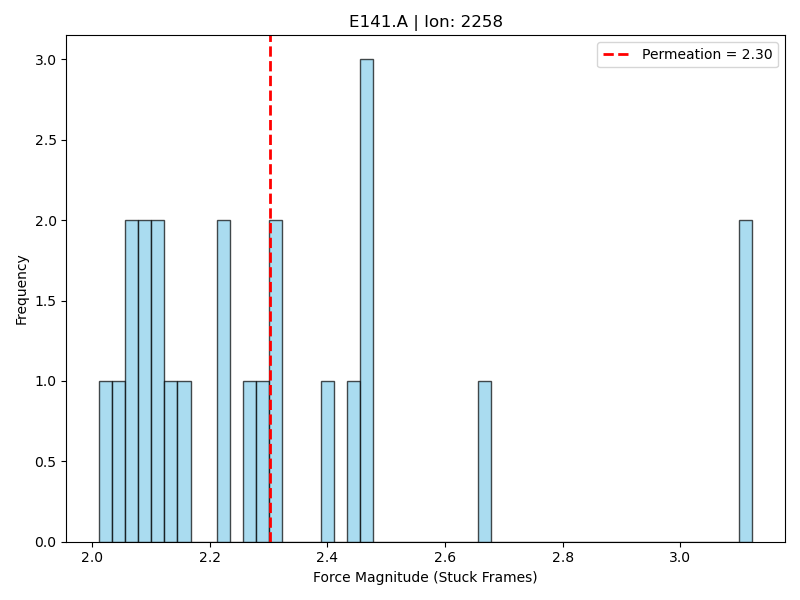 E141.A | Ion: 2258
Permeation = 2.30
3.0
2.5
2.0
1.5
1.0
0.5
0.0
Frequency
2.0 2.2 2.4 2.6 2.8 3.0
Force Magnitude (Stuck Frames)